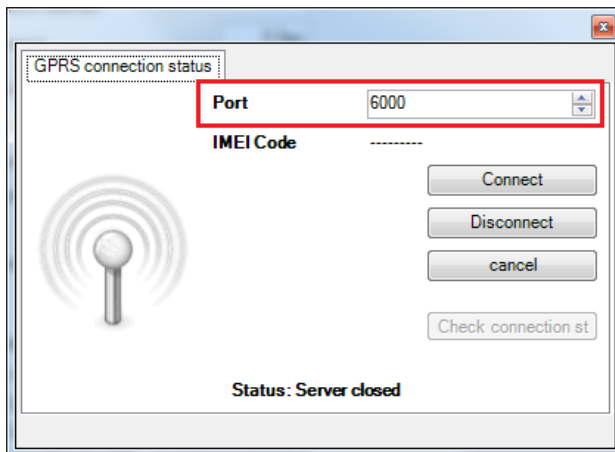 GPRS connection status
Port 6000
IMEI Code ---------
Connect
Disconnect
cancel
Check connection st
Status: Server closed